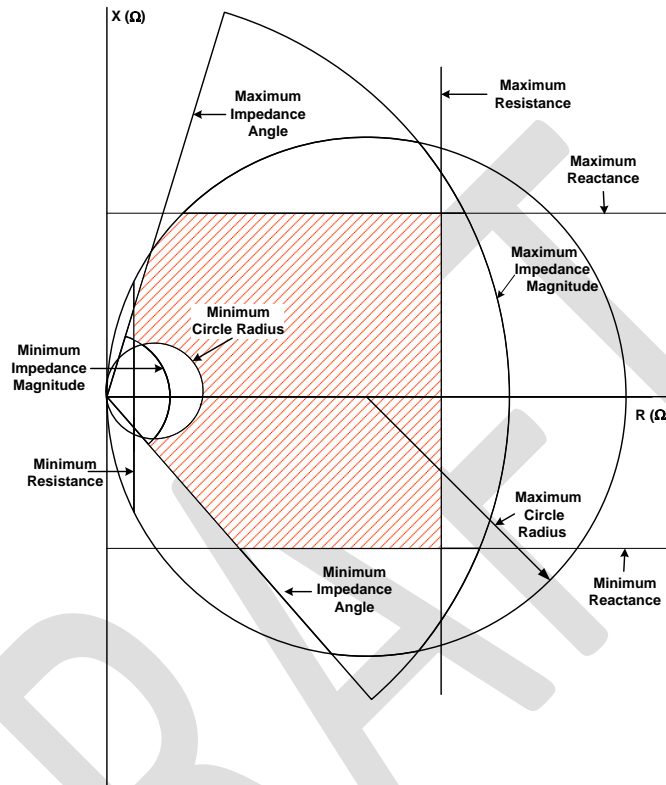 X (Ω)
Maximum
Impedance
Angle
Maximum
Resistance
Maximum
Reactance
Maximum
Impedance
Magnitude
Minimum
Circle Radius
Minimum
Impedance
Magnitude
R (Ω
Minimum
Resistance
Maximum
Circle
Radius
Minimum
Impedance
Angle
Minimum
Reactance